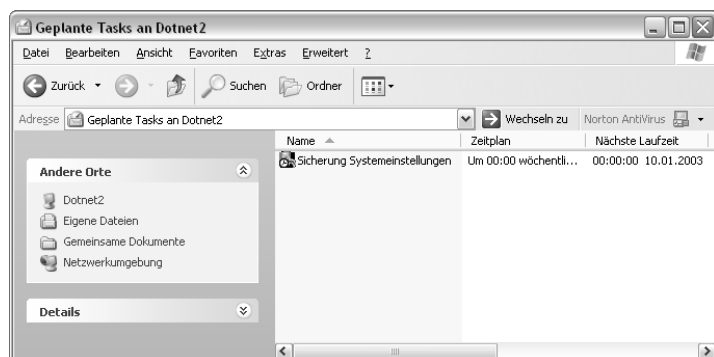 Geplante Tasks an Dotnet2
Datei Bearbeiten Ansicht Favoriten Extras Erweitert ?
Zurück Suchen Ordner
Adresse Geplante Tasks an Dotnet2 Wechseln zu Norton AntiVirus
Name Zeitplan Nächste Laufzeit
Sicherung Systemeinstellungen Um 00:00 wöchentli... 00:00:00 10.01.2003
Andere Orte
Dotnet2
Eigene Dateien
Gemeinsame Dokumente
Netzwerkumgebung
Details